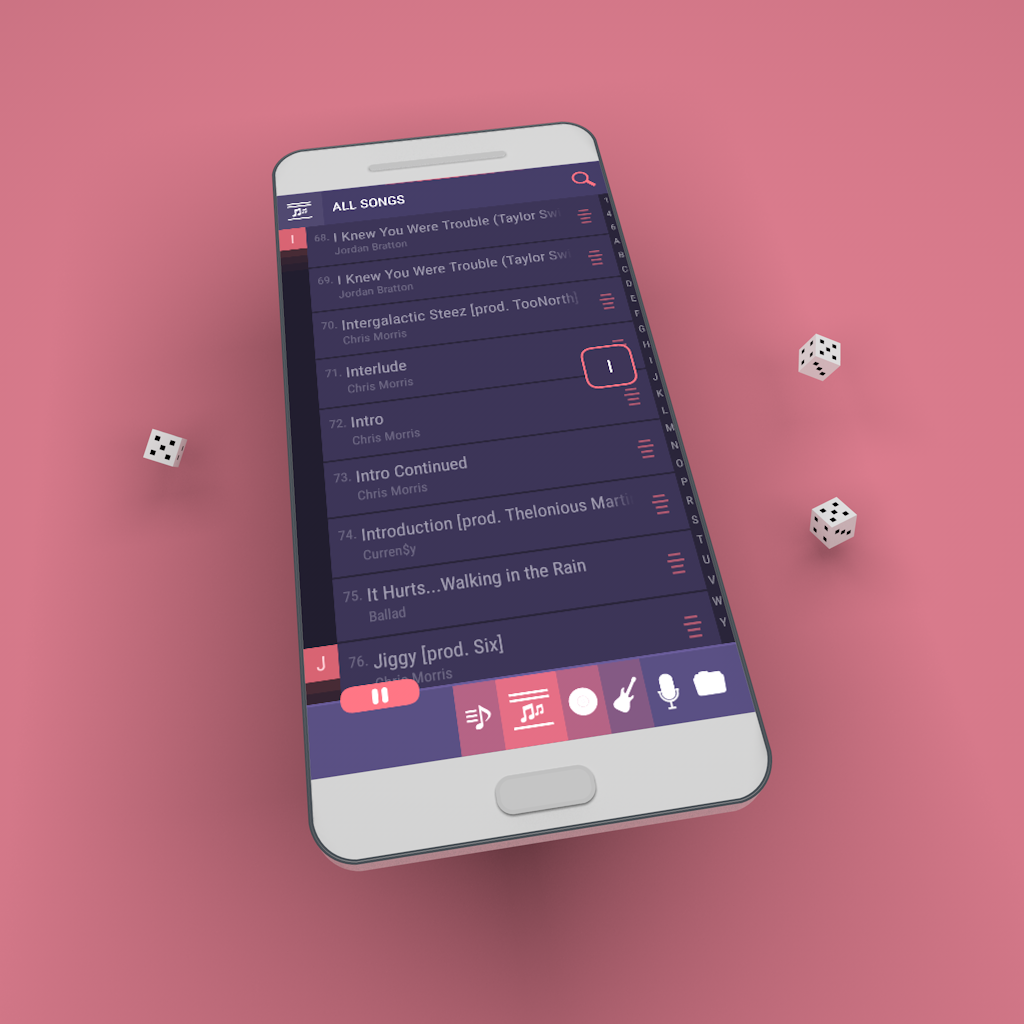 ALL SONGS
I
68. I Knew You Were Trouble (Taylor Sw
Jordan Bratton
69. I Knew You Were Trouble (Taylor Sw
Jordan Bratton
70. Intergalactic Steez [prod. TooNorth]
Chris Morris
71. Interlude
Chris Morris
I
72. Intro
Chris Morris
73. Intro Continued
Chris Morris
74. Introduction [prod. Thelonious Marti
Curren$y
75. It Hurts...Walking in the Rain
Ballad
J
76. Jiggy [prod. Six]
Chris Morris
4
6
A
B
C
D
E
F
G
H
I
J
K
L
M
N
O
P
R
S
T
U
V
W
Y